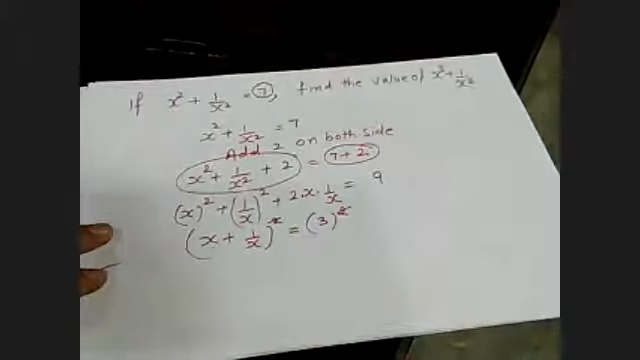 If x² + 1/x² = 7, find the value of x³ + 1/x³
x² + 1/x² = 7
Add 2 on both side
x² + 1/x² + 2 = 7 + 2
(x)² + (1/x)² + 2·x·1/x = 9
(x + 1/x)² = (3)²